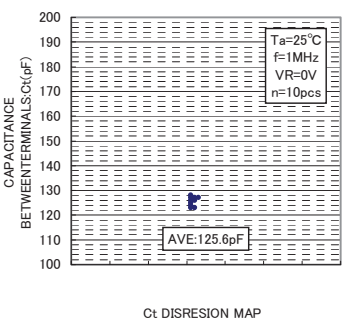 200
190
180
170
160
150
140
130
120
110
100
CAPACITANCE
BETWEENTERMINALS:Ct(pF)
Ta=25°C
f=1MHz
VR=0V
n=10pcs
AVE:125.6pF
Ct DISRESION MAP